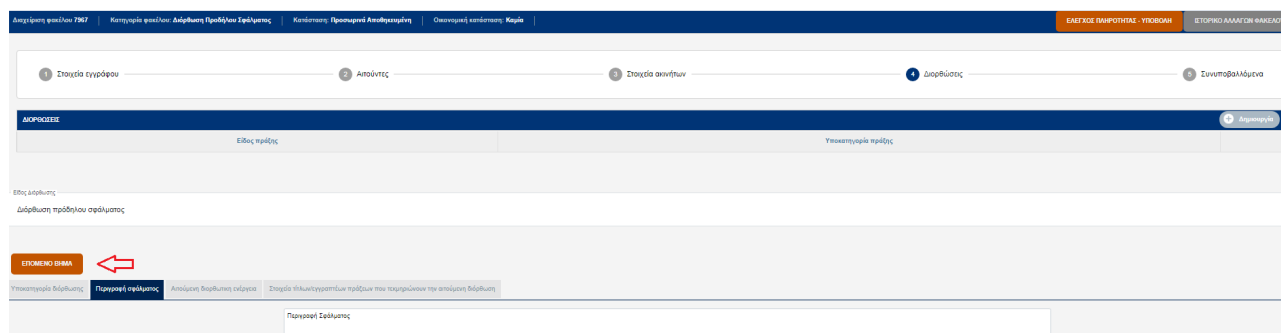 Διαχείριση φακέλου 7967 | Κατηγορία φακέλου: Διόρθωση Προδήλου Σφάλματος | Κατάσταση: Προσωρινά Αποθηκευμένη | Οικονομική κατάσταση: Καμία | ΕΛΕΓΧΟΣ ΠΛΗΡΟΤΗΤΑΣ - ΥΠΟΒΟΛΗ ΙΣΤΟΡΙΚΟ ΑΛΛΑΓΩΝ ΦΑΚΕΛΟΥ
1 Στοιχεία εγγράφου 2 Αιτούντες 3 Στοιχεία ακινήτων 4 Διορθώσεις 5 Συνυποβαλλόμενα
ΔΙΟΡΘΩΣΕΙΣ + Δημιουργία
Είδος πράξης Υποκατηγορία πράξης
Είδος Διόρθωσης
Διόρθωση πρόδηλου σφάλματος
ΕΠΟΜΕΝΟ ΒΗΜΑ
Υποκατηγορία διόρθωσης Περιγραφή σφάλματος Αιτούμενη διορθωτικη ενέργεια Στοιχεία τίτλων/εγγραπτέων πράξεων που τεκμηριώνουν την αιτούμενη διόρθωση
Περιγραφή Σφάλματος